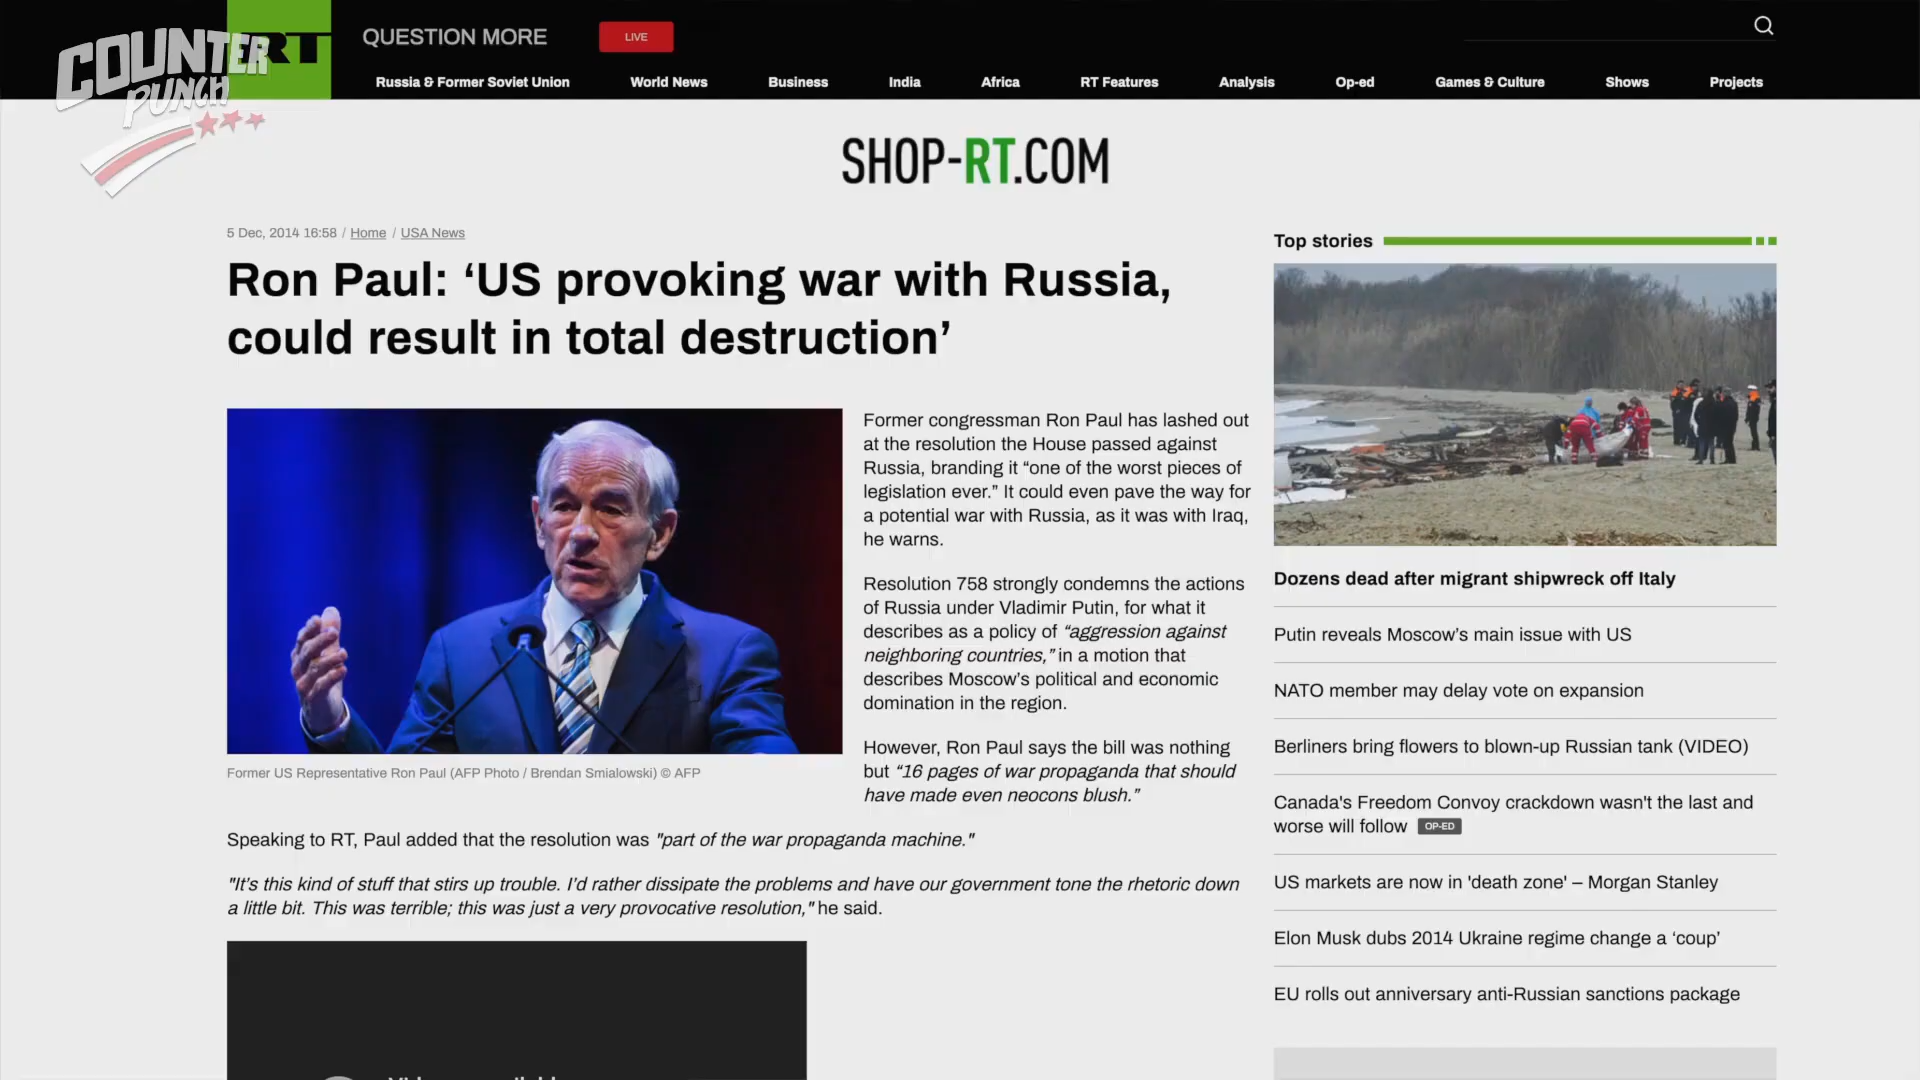 COUNTER
PUNCH
RT
QUESTION MORE
LIVE
Russia & Former Soviet Union
World News
Business
India
Africa
RT Features
Analysis
Op-ed
Games & Culture
Shows
Projects
SHOP-RT.COM
5 Dec, 2014 16:58 / Home / USA News
Ron Paul: ‘US provoking war with Russia,
could result in total destruction’
Former US Representative Ron Paul (AFP Photo / Brendan Smialowski) © AFP
Former congressman Ron Paul has lashed out
at the resolution the House passed against
Russia, branding it “one of the worst pieces of
legislation ever.” It could even pave the way for
a potential war with Russia, as it was with Iraq,
he warns.
Resolution 758 strongly condemns the actions
of Russia under Vladimir Putin, for what it
describes as a policy of “aggression against
neighboring countries,” in a motion that
describes Moscow’s political and economic
domination in the region.
However, Ron Paul says the bill was nothing
but “16 pages of war propaganda that should
have made even neocons blush.”
Speaking to RT, Paul added that the resolution was "part of the war propaganda machine."
"It’s this kind of stuff that stirs up trouble. I’d rather dissipate the problems and have our government tone the rhetoric down
a little bit. This was terrible; this was just a very provocative resolution," he said.
Top stories
Dozens dead after migrant shipwreck off Italy
Putin reveals Moscow’s main issue with US
NATO member may delay vote on expansion
Berliners bring flowers to blown-up Russian tank (VIDEO)
Canada's Freedom Convoy crackdown wasn't the last and
worse will follow OP-ED
US markets are now in 'death zone' – Morgan Stanley
Elon Musk dubs 2014 Ukraine regime change a ‘coup’
EU rolls out anniversary anti-Russian sanctions package